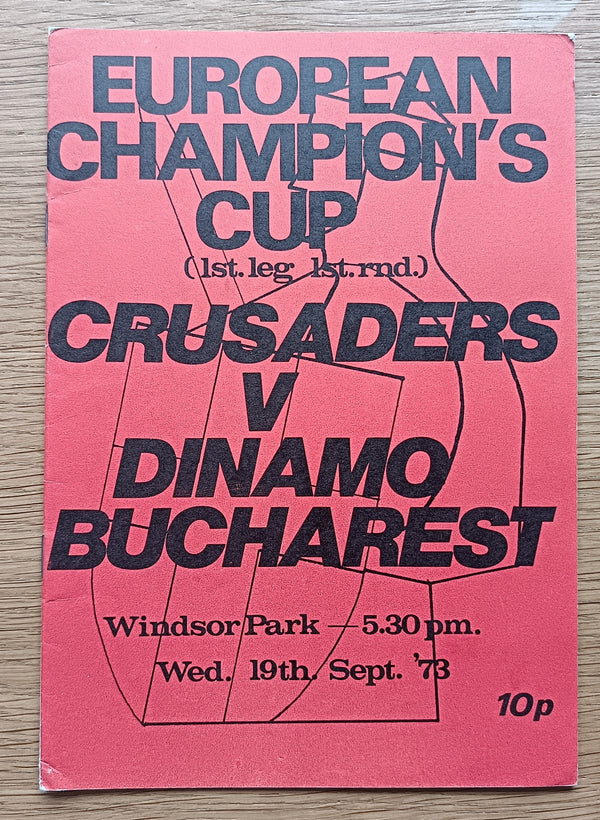 EUROPEAN
CHAMPION'S
CUP
(1st. leg 1st. rnd.)
CRUSADERS
V
DINAMO
BUCHAREST
Windsor Park — 5.30 pm.
Wed. 19th. Sept. '73
10p